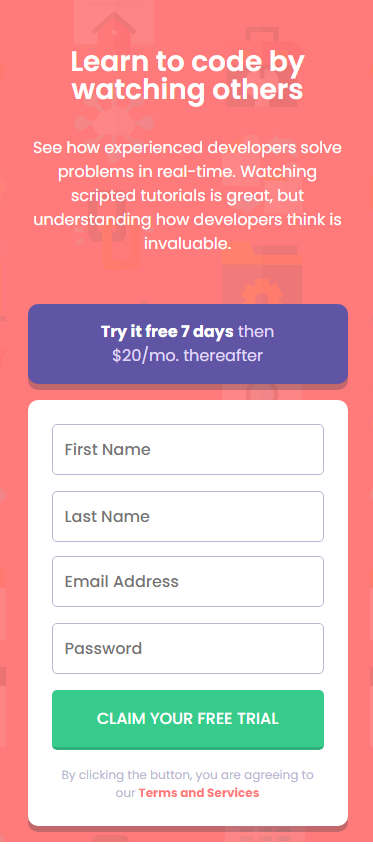 Learn to code by
watching others
See how experienced developers solve
problems in real-time. Watching
scripted tutorials is great, but
understanding how developers think is
invaluable.
Try it free 7 days then
$20/mo. thereafter
First Name
Last Name
Email Address
Password
CLAIM YOUR FREE TRIAL
By clicking the button, you are agreeing to
our Terms and Services